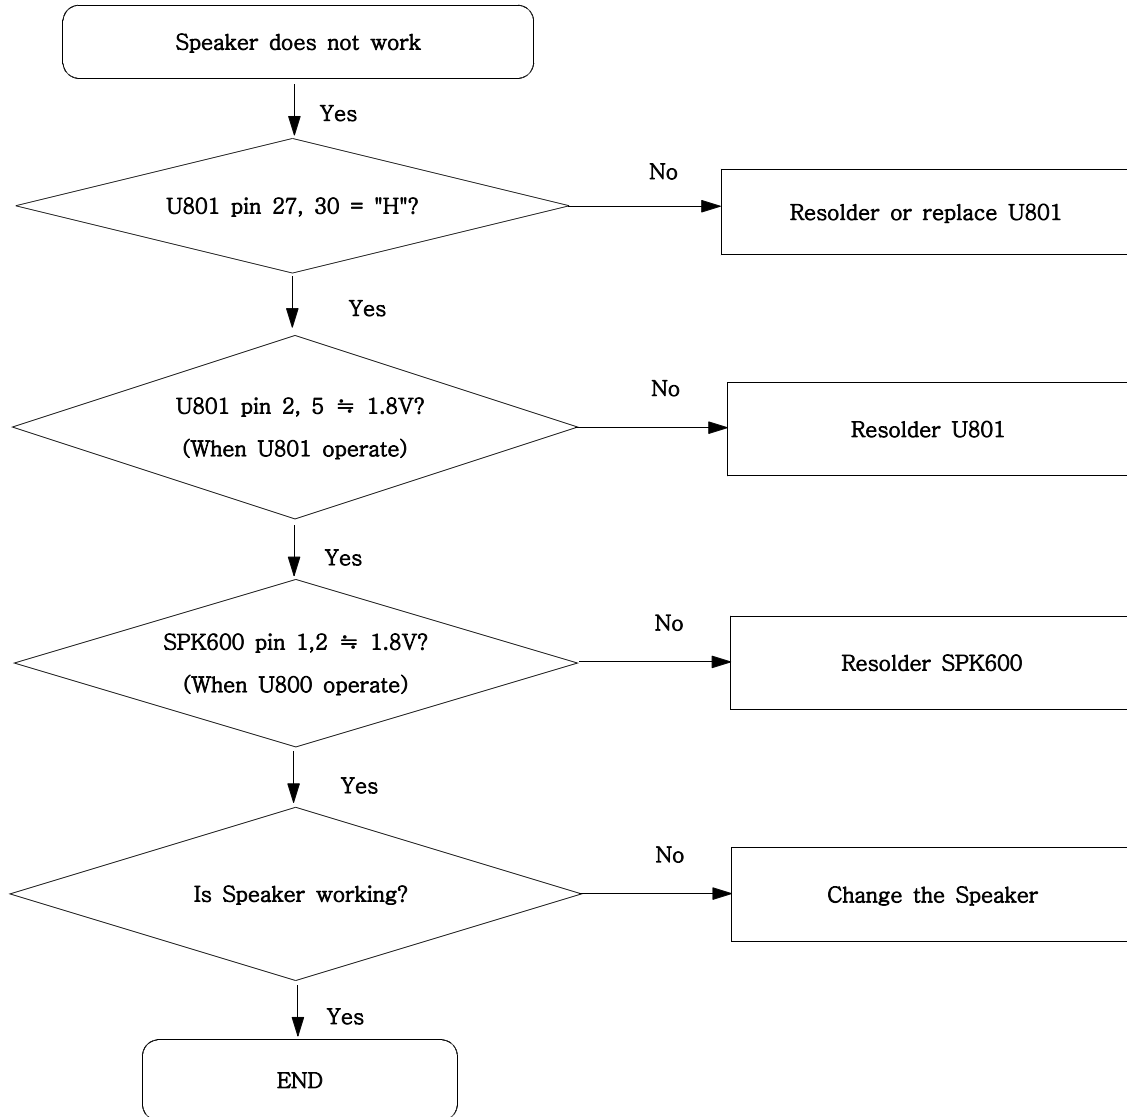 Speaker does not work
Yes
U801 pin 27, 30 = "H"?
No
Resolder or replace U801
Yes
U801 pin 2, 5 ≒ 1.8V?
(When U801 operate)
No
Resolder U801
Yes
SPK600 pin 1,2 ≒ 1.8V?
(When U800 operate)
No
Resolder SPK600
Yes
Is Speaker working?
No
Change the Speaker
Yes
END